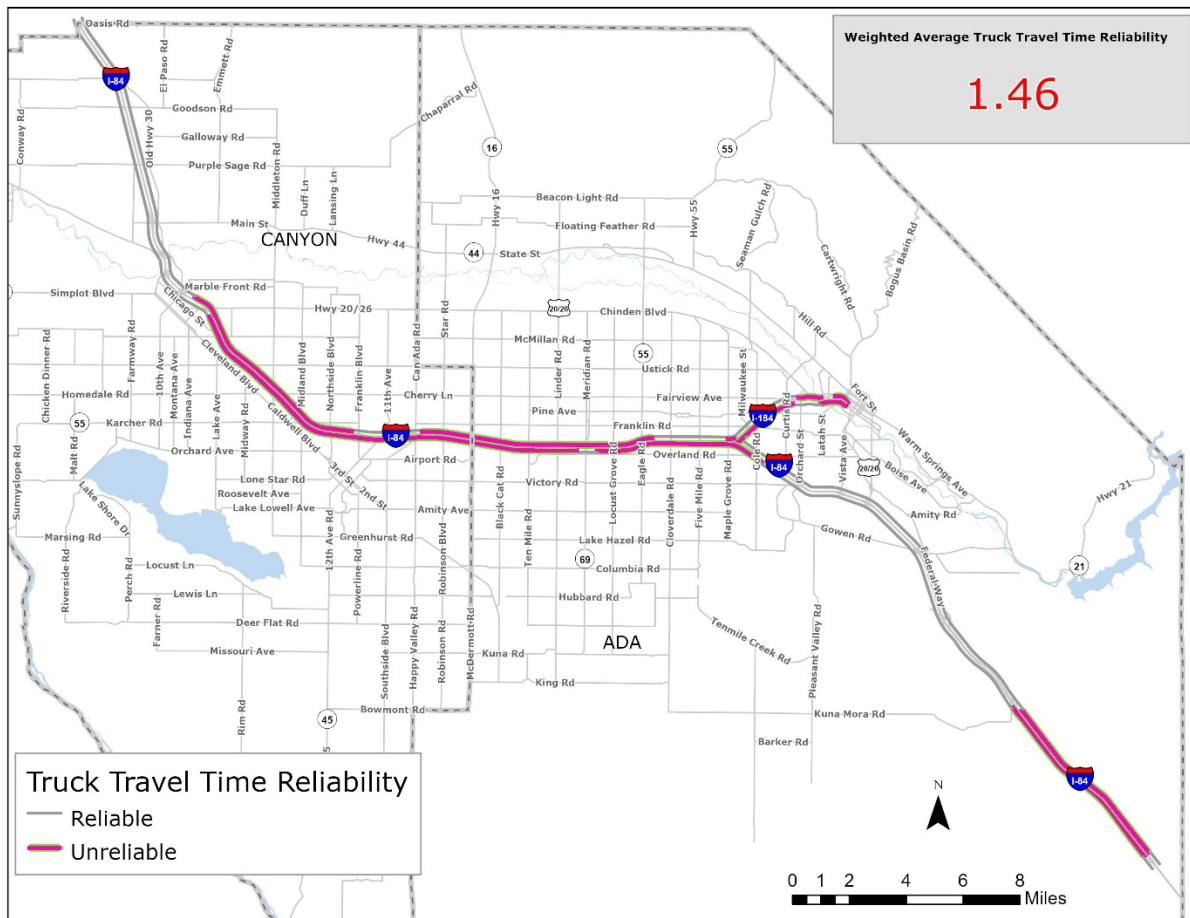 Oasis Rd
Weighted Average Truck Travel Time Reliability
1.46
I-84
El Paso Rd
Emmett Rd
Conway Rd
Old Hwy 30
Goodson Rd
Galloway Rd
Purple Sage Rd
Middleton Rd
Duff Ln
Lansing Ln
Chaparral Rd
16
Hwy 16
55
Hwy 55
Beacon Light Rd
Floating Feather Rd
Seaman Gulch Rd
Cartwright Rd
Bogus Basin Rd
Main St
CANYON
Hwy 44
44
State St
Hill Rd
Simplot Blvd
Marble Front Rd
Chicago St
Hwy 20/26
20/20
Chinden Blvd
Star Rd
Can Ada Rd
McMillan Rd
55
Ustick Rd
Linder Rd
Meridian Rd
Milwaukee St
Fairview Ave
Pine Ave
Fort St
Chicken Dinner Rd
Farmway Rd
10th Ave
Montana Ave
Indiana Ave
Lake Ave
Midway Rd
Cleveland Blvd
Caldwell Blvd
Midland Blvd
Northside Blvd
Franklin Blvd
11th Ave
Cherry Ln
Homedale Rd
55
Karcher Rd
Orchard Ave
I-84
I-184
Franklin Rd
Curtis Rd
Latah St
Orchard St
Vista Ave
20/20
Warm Springs Ave
Boise Ave
Cole Rd
I-84
Overland Rd
Airport Rd
Victory Rd
Malt Rd
Sunnyslope Rd
Lake Shore Dr
Lone Star Rd
Roosevelt Ave
Lake Lowell Ave
3rd St
2nd St
Amity Ave
Greenhurst Rd
12th Ave Rd
Powerline Rd
Black Cat Rd
Ten Mile Rd
Locust Grove Rd
Eagle Rd
Cloverdale Rd
Five Mile Rd
Maple Grove Rd
Amity Rd
Gowen Rd
Hwy 21
21
Marsing Rd
Riverside Rd
Perch Rd
Locust Ln
Lewis Ln
Farner Rd
Deer Flat Rd
Missouri Ave
Rim Rd
Lake Hazel Rd
69
Columbia Rd
Hubbard Rd
Federal Way
ADA
Tenmile Creek Rd
Pleasant Valley Rd
Southside Blvd
Happy Valley Rd
Robinson Blvd
Robinson Rd
McDermott Rd
Kuna Rd
King Rd
Bowmont Rd
45
Kuna Mora Rd
Barker Rd
I-84
Truck Travel Time Reliability
Reliable
Unreliable
N
0 1 2 4 6 8
Miles